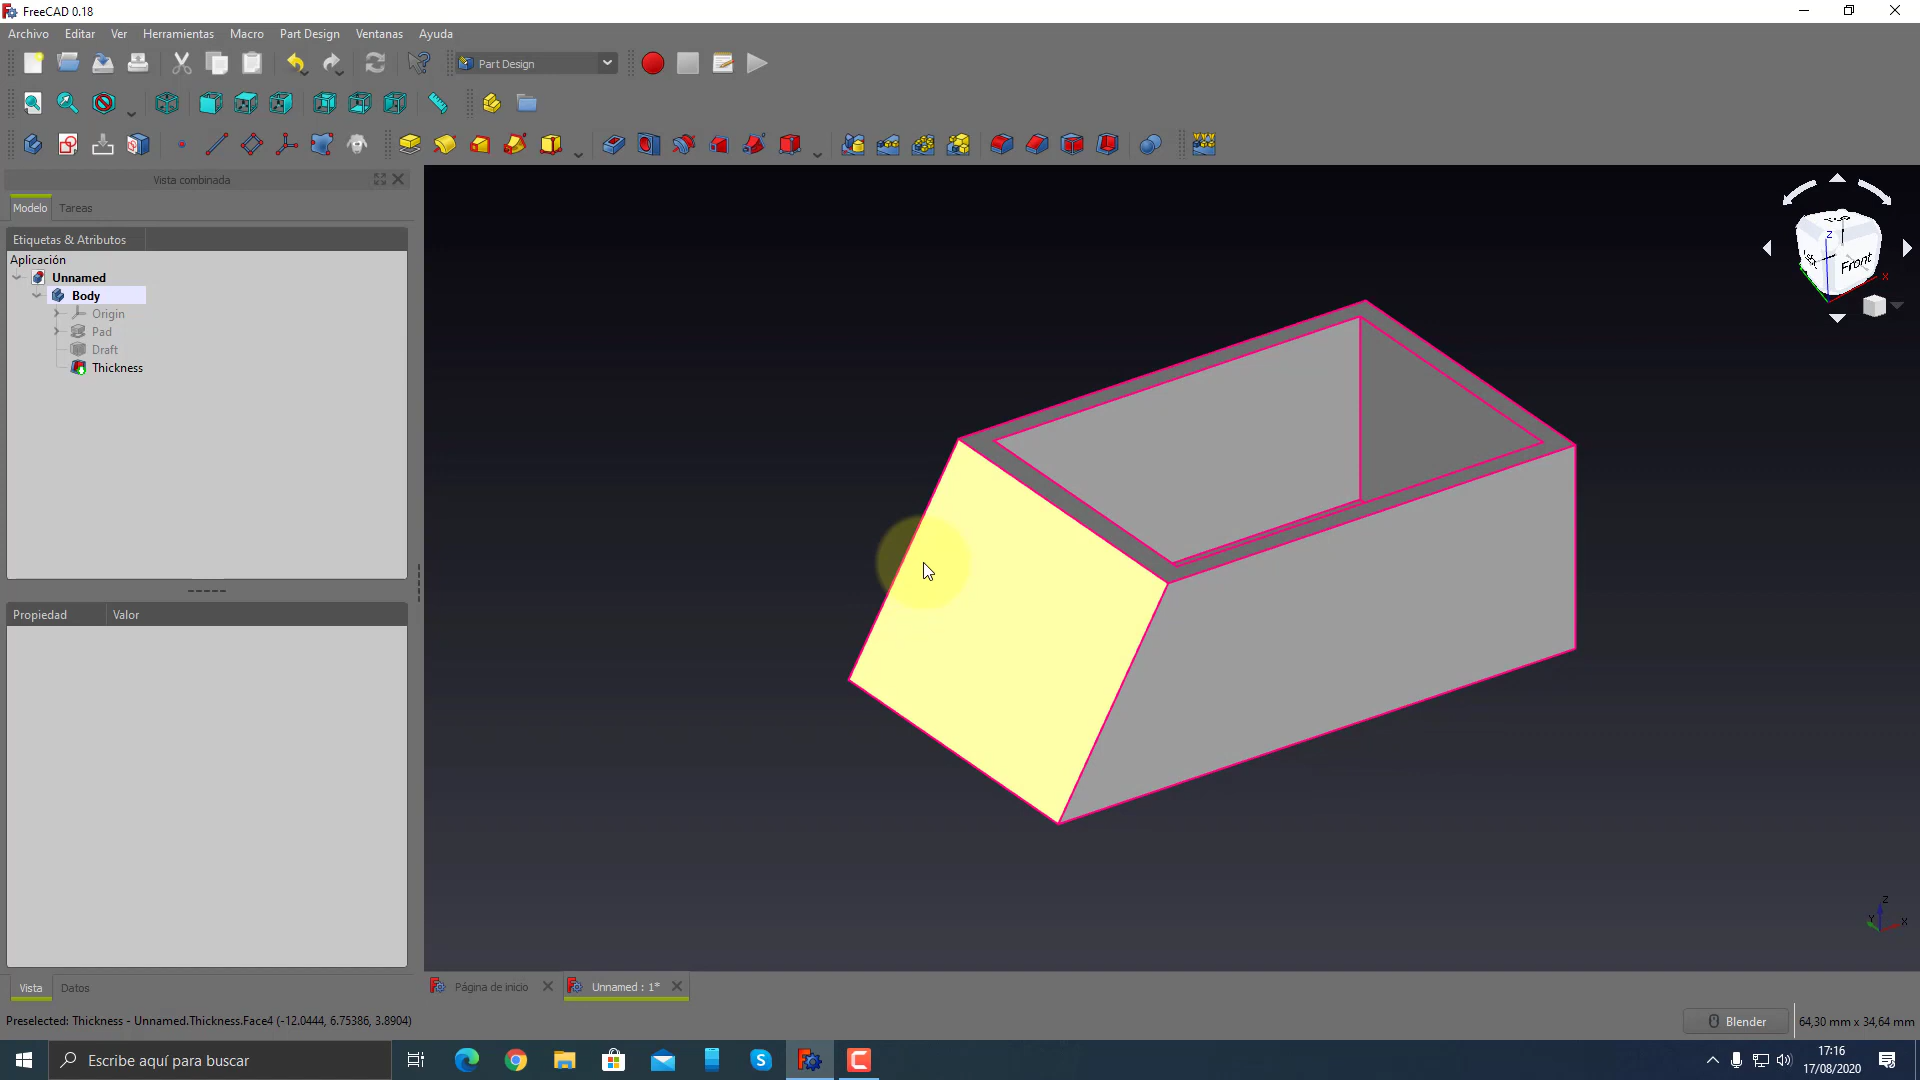 FreeCAD 0.18
Archivo Editar Ver Herramientas Macro Part Design Ventanas Ayuda
Part Design
Vista combinada
Modelo Tareas
Etiquetas & Atributos
Aplicación
Unnamed
Body
Origin
Pad
Draft
Thickness
Front
Z
X
Propiedad Valor
Z
Y
X
Vista Datos
Página de inicio
Unnamed : 1*
Preselected: Thickness - Unnamed.Thickness.Face4 (-12.0444, 6.75386, 3.8904)
Blender
64,30 mm x 34,64 mm
Escribe aquí para buscar
17:16
17/08/2020